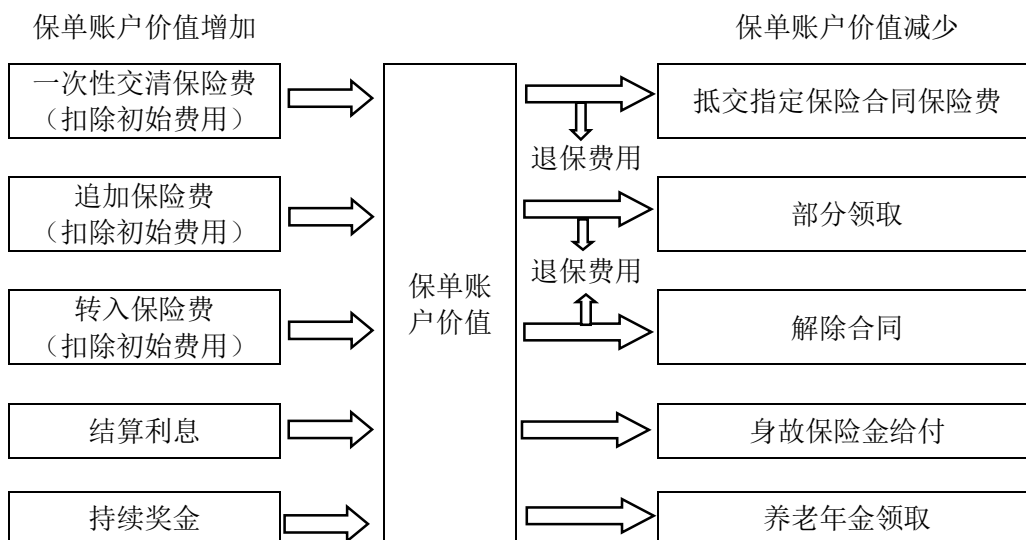 保单账户价值增加
保单账户价值减少
一次性交清保险费
（扣除初始费用）
抵交指定保险合同保险费
退保费用
追加保险费
（扣除初始费用）
部分领取
退保费用
保单账
户价值
转入保险费
（扣除初始费用）
解除合同
结算利息
身故保险金给付
持续奖金
养老年金领取